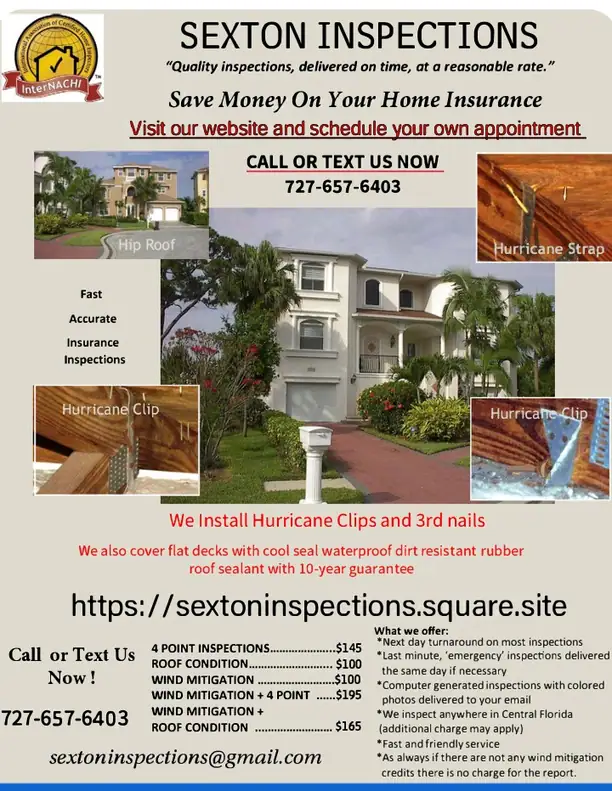 International Association of Certified Home Inspectors
InterNACHI
TM
SEXTON INSPECTIONS
“Quality inspections, delivered on time, at a reasonable rate.”
Save Money On Your Home Insurance
Visit our website and schedule your own appointment
CALL OR TEXT US NOW
727-657-6403
Hip Roof
Hurricane Strap
Fast
Accurate
Insurance
Inspections
Hurricane Clip
Hurricane Clip
We Install Hurricane Clips and 3rd nails
We also cover flat decks with cool seal waterproof dirt resistant rubber
roof sealant with 10-year guarantee
https://sextoninspections.square.site
Call or Text Us
Now !
727-657-6403
4 POINT INSPECTIONS......................$145
ROOF CONDITION............................ $100
WIND MITIGATION ..........................$100
WIND MITIGATION + 4 POINT ......$195
WIND MITIGATION +
ROOF CONDITION .......................... $165
sextoninspections@gmail.com
What we offer:
*Next day turnaround on most inspections
*Last minute, ‘emergency’ inspections delivered
the same day if necessary
*Computer generated inspections with colored
photos delivered to your email
*We inspect anywhere in Central Florida
(additional charge may apply)
*Fast and friendly service
*As always if there are not any wind mitigation
credits there is no charge for the report.